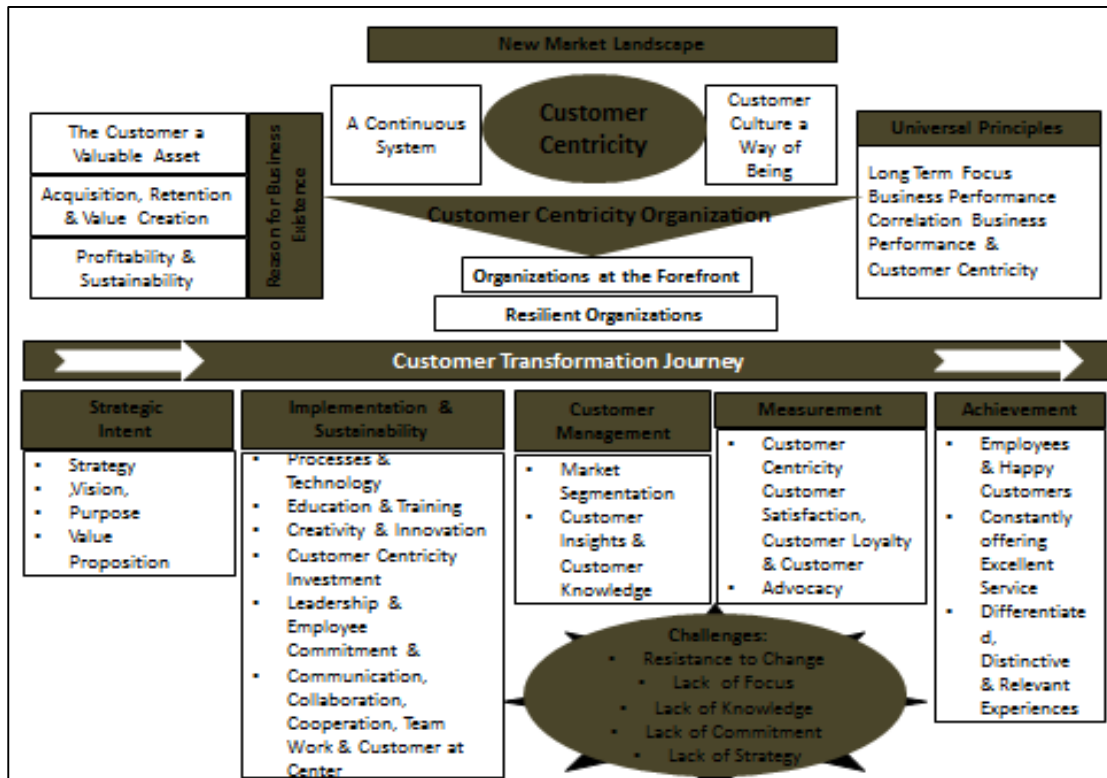 New Market Landscape
Customer
Centricity
A Continuous
System
Customer
Culture a
Way of
Being
The Customer a
Valuable Asset
Acquisition, Retention
& Value Creation
Profitability &
Sustainability
Reason for Business
Existence
Universal Principles
Long Term Focus
Business Performance
Correlation Business
Performance &
Customer Centricity
Customer Centricity Organization
Organizations at the Forefront
Resilient Organizations
Customer Transformation Journey
Strategic
Intent
▪ Strategy
▪ ,Vision,
▪ Purpose
▪ Value
Proposition
Implementation &
Sustainability
▪ Processes &
Technology
▪ Education & Training
▪ Creativity & Innovation
▪ Customer Centricity
Investment
▪ Leadership &
Employee
Commitment &
▪ Communication,
Collaboration,
Cooperation, Team
Work & Customer at
Center
Customer
Management
▪ Market
Segmentation
▪ Customer
Insights &
Customer
Knowledge
Measurement
▪ Customer
Centricity
Customer
Satisfaction,
Customer Loyalty
& Customer
▪ Advocacy
Achievement
▪ Employees
& Happy
Customers
▪ Constantly
offering
Excellent
Service
▪ Differentiate
d,
Distinctive
& Relevant
Experiences
Challenges:
▪ Resistance to Change
▪ Lack of Focus
▪ Lack of Knowledge
▪ Lack of Commitment
▪ Lack of Strategy